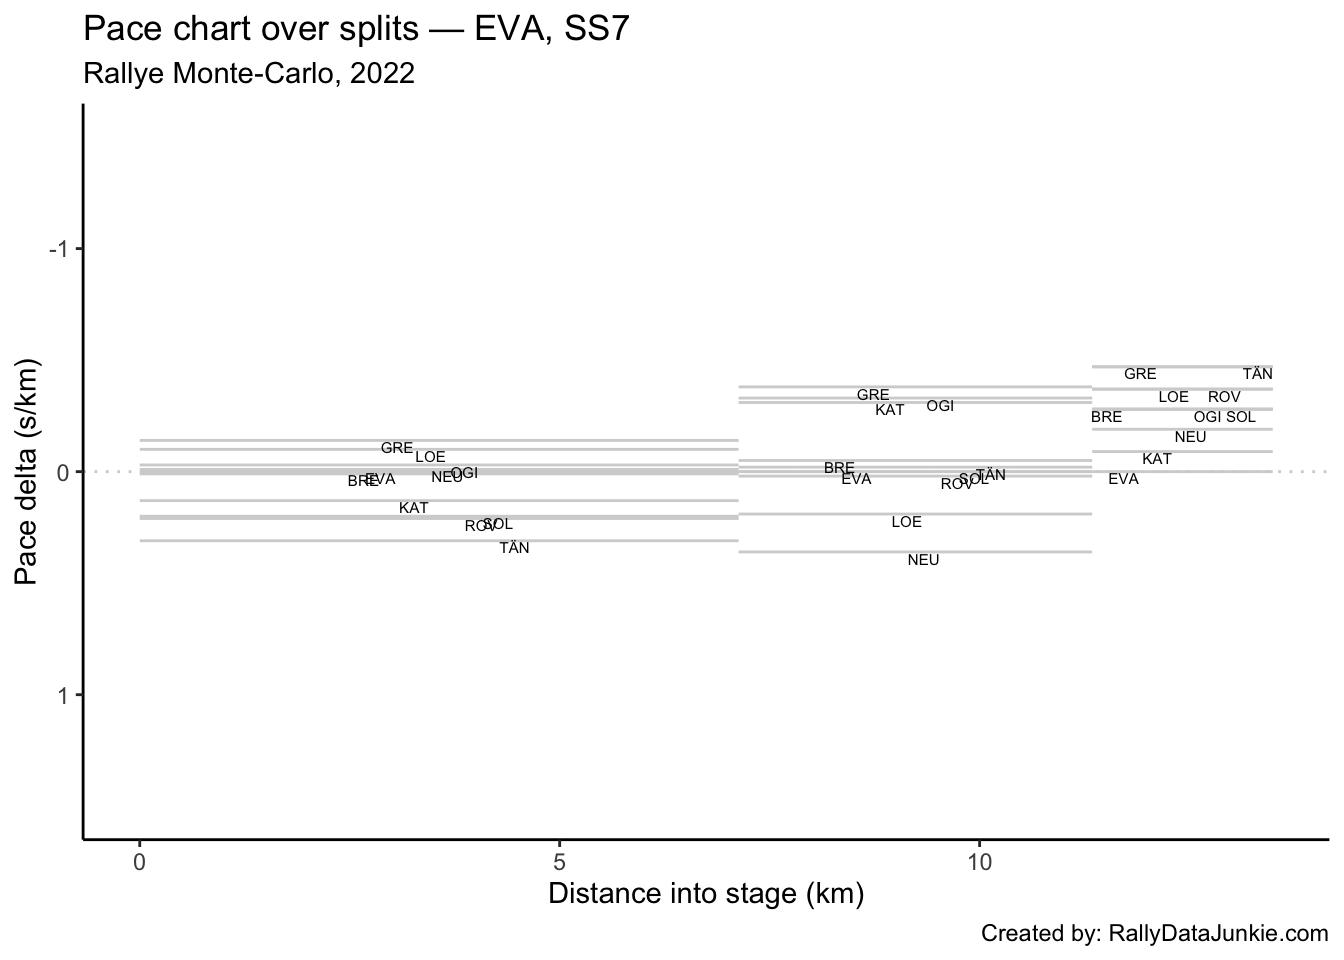 Pace chart over splits — EVA, SS7
Rallye Monte-Carlo, 2022
Pace delta (s/km)
-1
0
1
GRE
LOE
OGI
NEU
EVA
BRE
KAT
SOL
ROV
TÄN
GRE
OGI
KAT
BRE
TÄN
EVA
SOL
ROV
LOE
NEU
GRE TÄN
LOE ROV
BRE OGI SOL
NEU
KAT
EVA
0 5 10
Distance into stage (km)
Created by: RallyDataJunkie.com